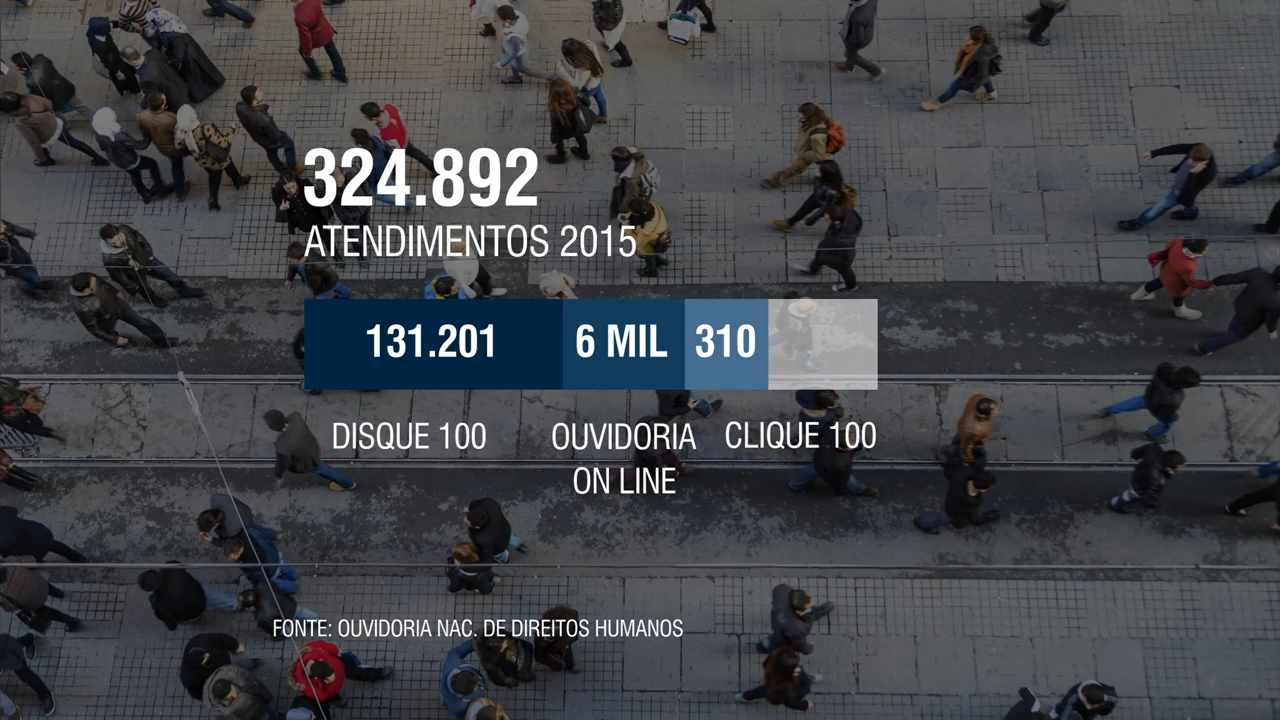 324.892
ATENDIMENTOS 2015
131.201 6 MIL 310
DISQUE 100 OUVIDORIA CLIQUE 100
ON LINE
FONTE: OUVIDORIA NAC. DE DIREITOS HUMANOS